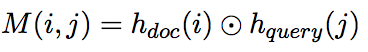 M(i, j) = h_{doc}(i) ⊙ h_{query}(j)